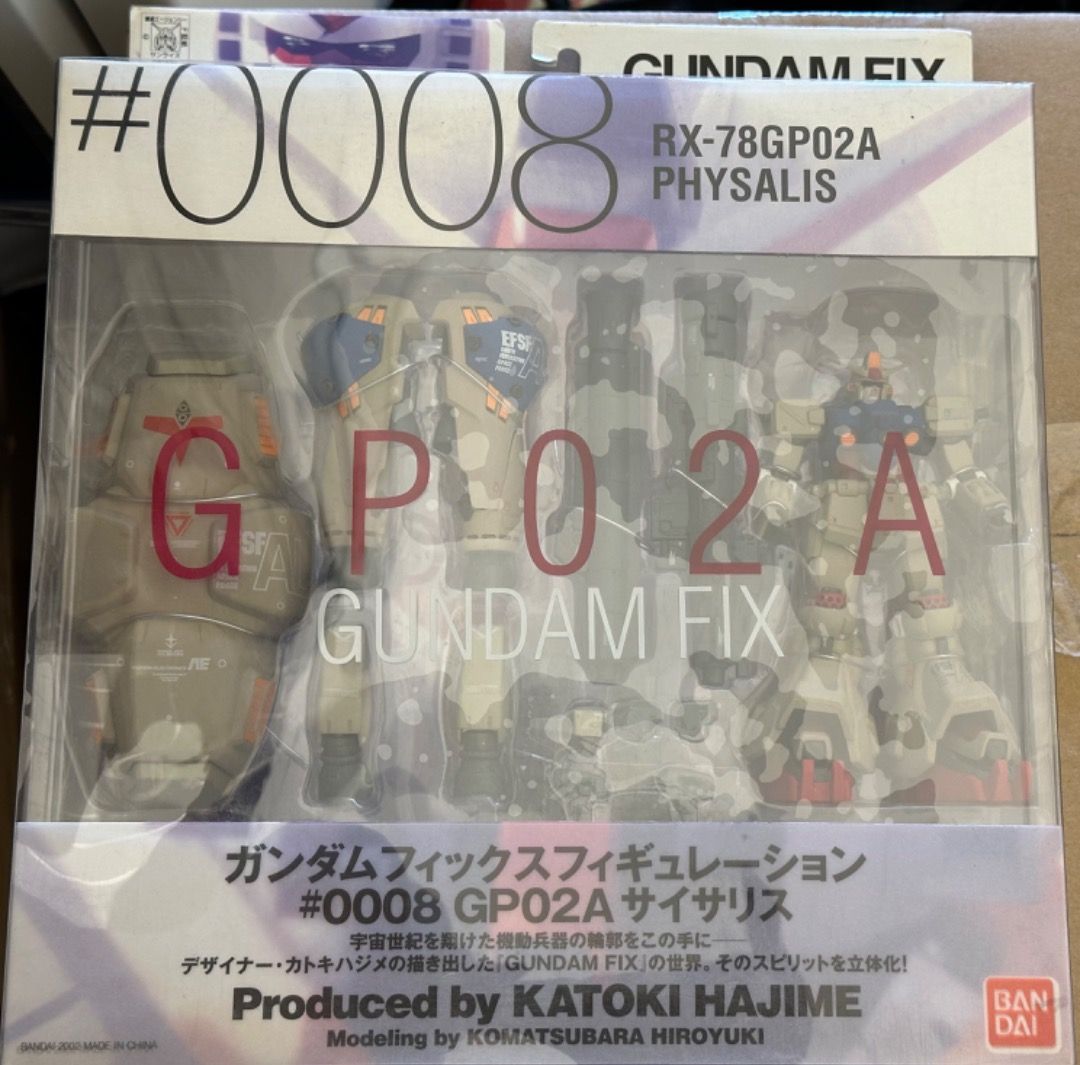 GUNDAM FIX
#0008
RX-78GP02A
PHYSALIS
EFSF
A
GP02A
EFSF
A
GUNDAM FIX
AE
ガンダムフィックスフィギュレーション
#0008 GP02A サイサリス
宇宙世紀を翔けた機動兵器の輪郭をこの手に——
デザイナー・カトキハジメの描き出した「GUNDAM FIX」の世界。そのスピリットを立体化!
Produced by KATOKI HAJIME
Modeling by KOMATSUBARA HIROYUKI
BAN
DAI
BANDAI 2002 MADE IN CHINA